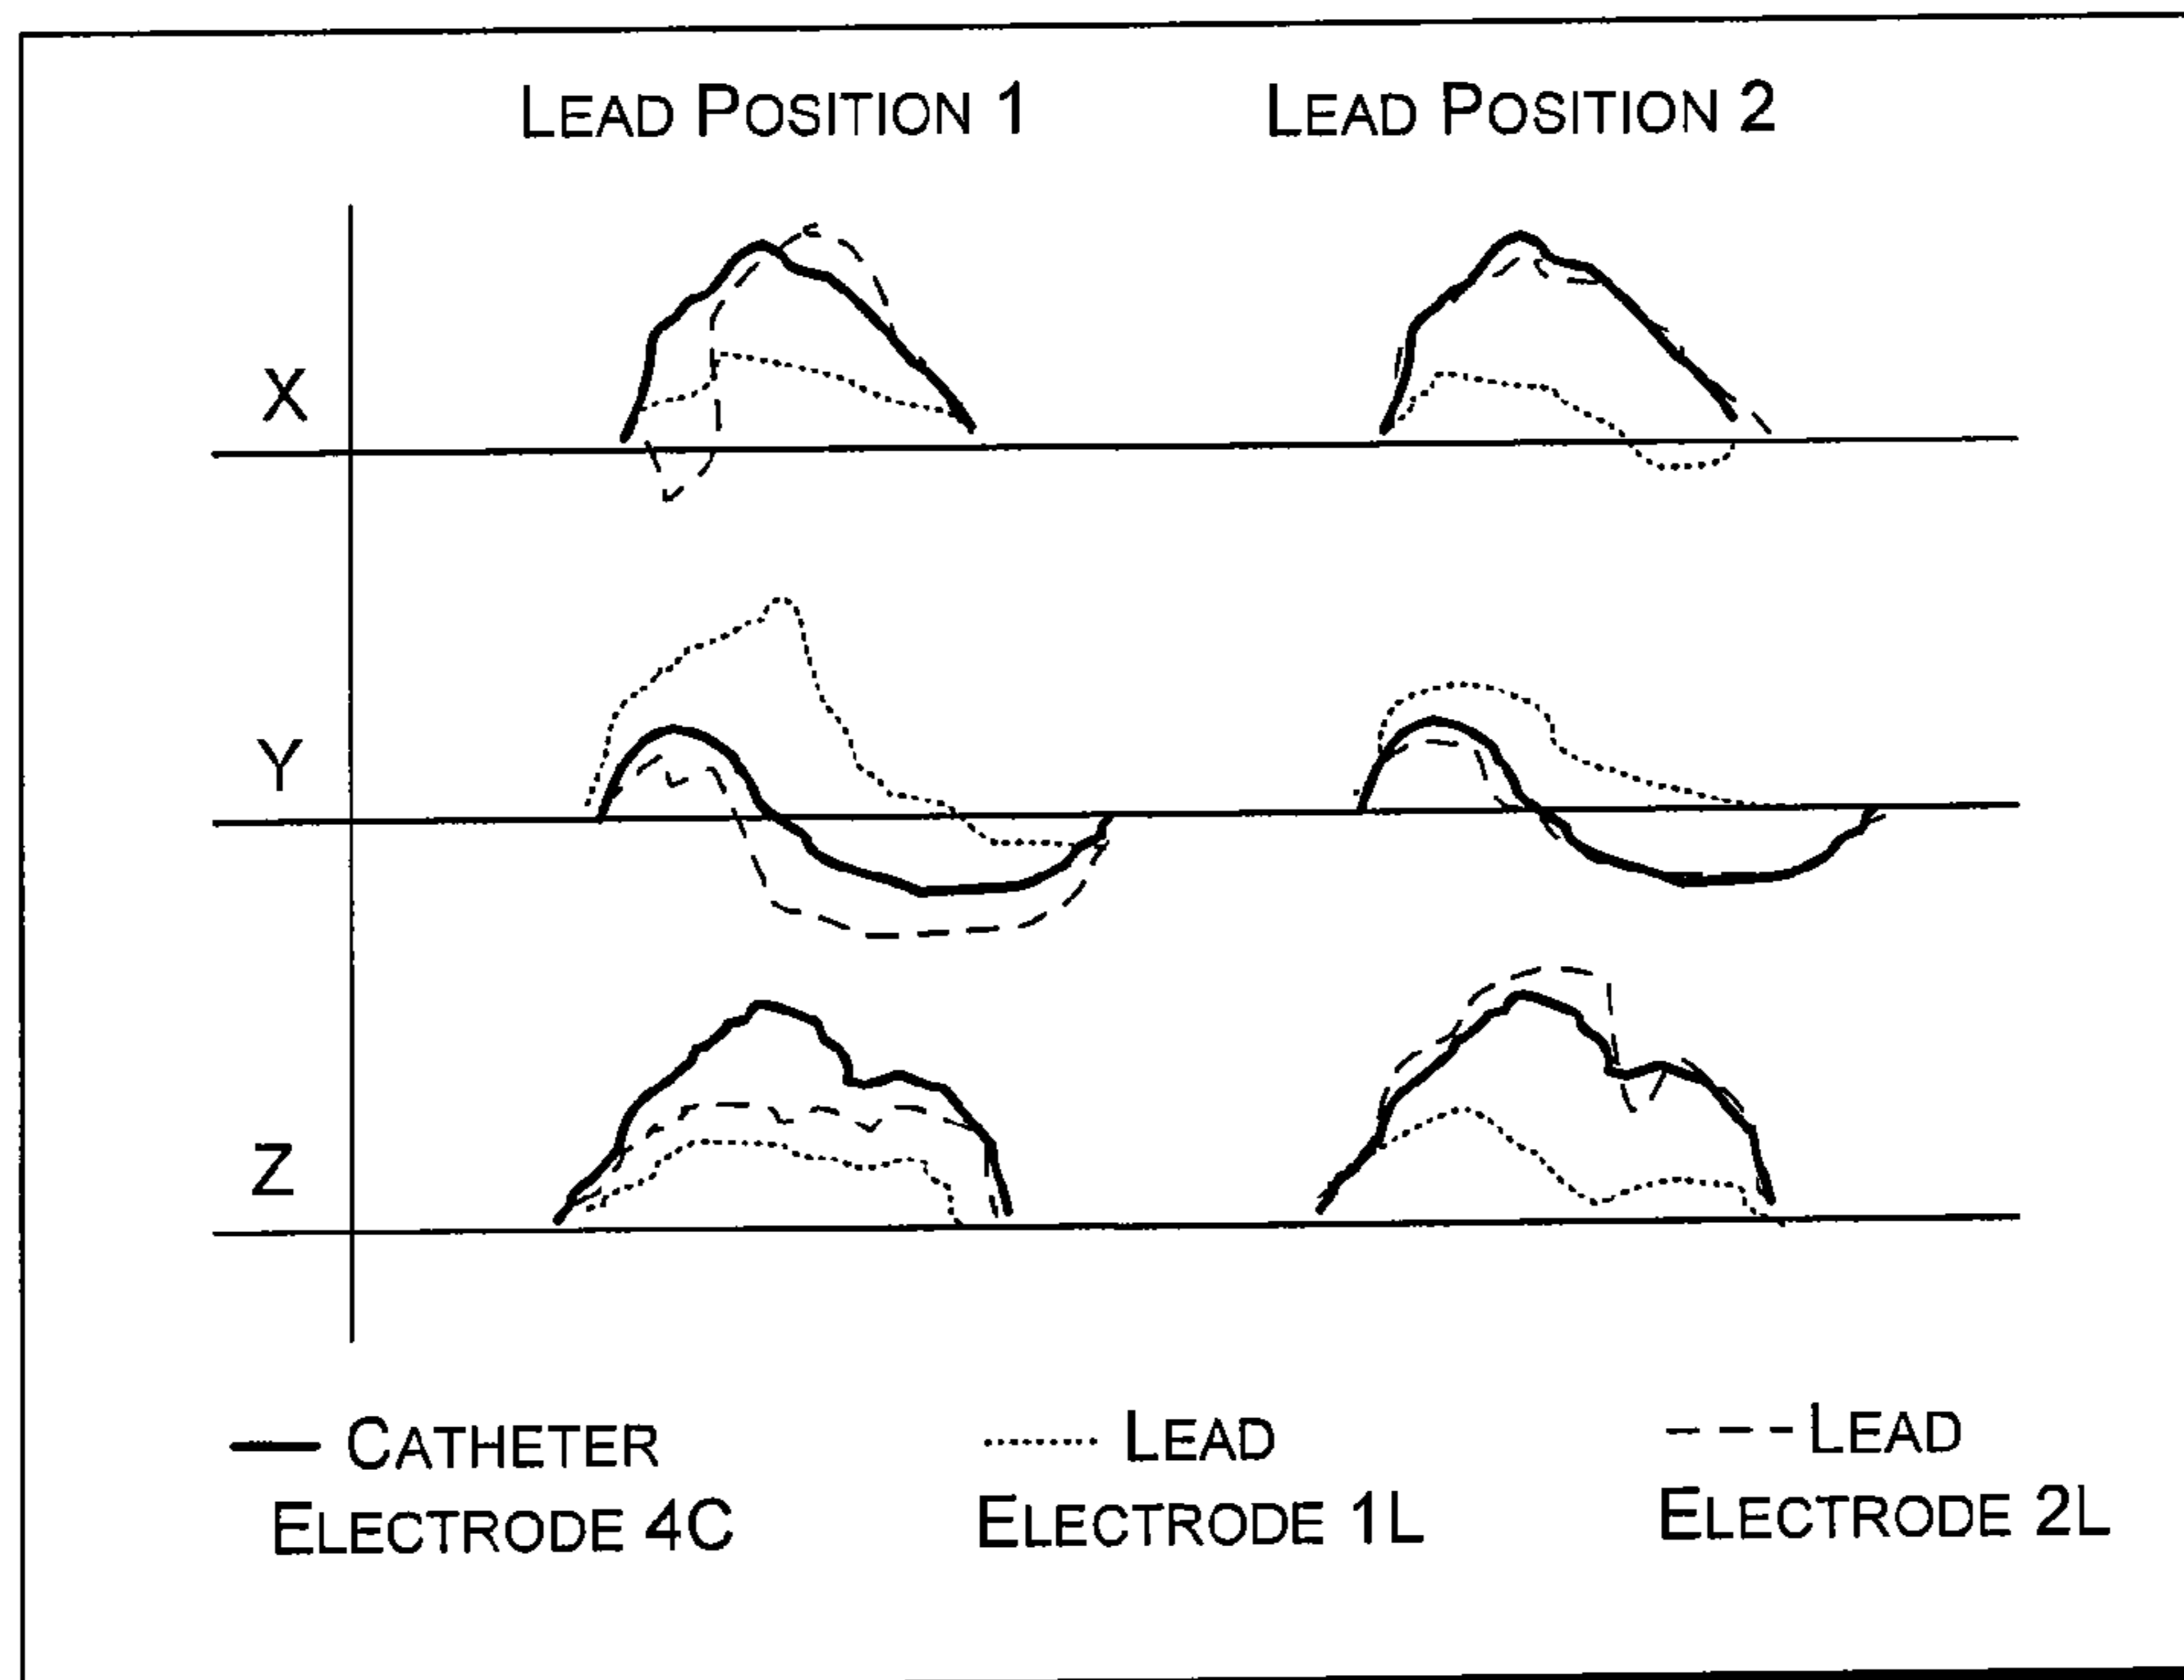 LEAD POSITION 1 LEAD POSITION 2
X
Y
Z
CATHETER
ELECTRODE 4C
LEAD
ELECTRODE 1L
LEAD
ELECTRODE 2L